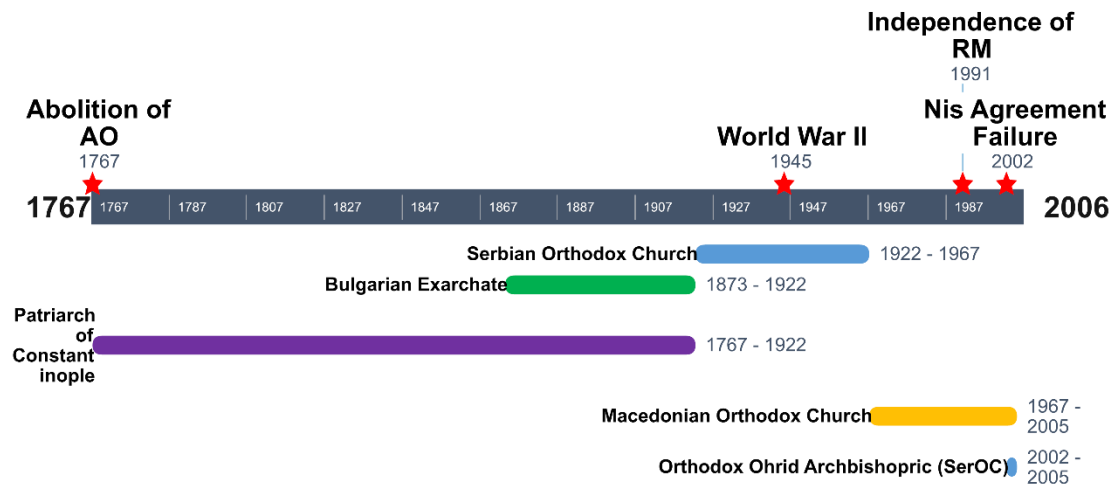 Independence of
RM
1991
Abolition of
AO
1767
World War II
1945
Nis Agreement
Failure
2002
1767
1767 1787 1807 1827 1847 1867 1887 1907 1927 1947 1967 1987
2006
Serbian Orthodox Church 1922 - 1967
Bulgarian Exarchate 1873 - 1922
Patriarch
of
Constant
inople
1767 - 1922
Macedonian Orthodox Church
1967 -
2005
Orthodox Ohrid Archbishopric (SerOC)
2002 -
2005